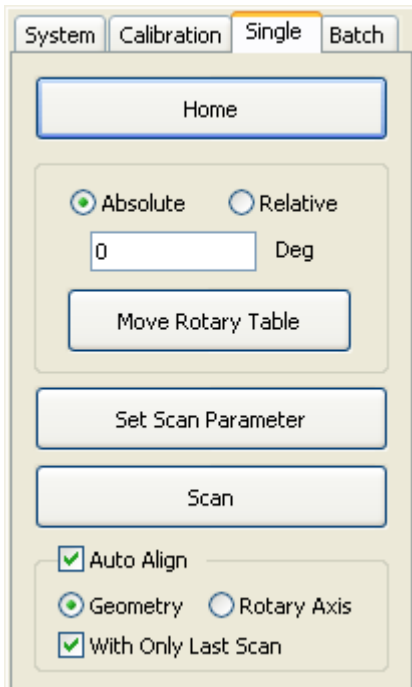 System Calibration Single Batch
Home
Absolute Relative
0 Deg
Move Rotary Table
Set Scan Parameter
Scan
Auto Align
Geometry Rotary Axis
With Only Last Scan